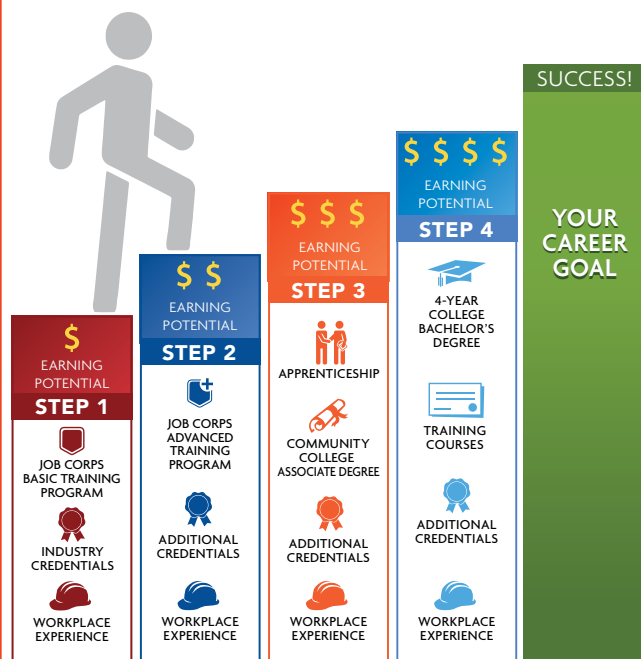 $
EARNING
POTENTIAL
STEP 1
JOB CORPS
BASIC TRAINING
PROGRAM
INDUSTRY
CREDENTIALS
WORKPLACE
EXPERIENCE
$ $
EARNING
POTENTIAL
STEP 2
JOB CORPS
ADVANCED
TRAINING
PROGRAM
ADDITIONAL
CREDENTIALS
WORKPLACE
EXPERIENCE
$ $ $
EARNING
POTENTIAL
STEP 3
APPRENTICESHIP
COMMUNITY
COLLEGE
ASSOCIATE DEGREE
ADDITIONAL
CREDENTIALS
WORKPLACE
EXPERIENCE
$ $ $ $
EARNING
POTENTIAL
STEP 4
4-YEAR
COLLEGE
BACHELOR'S
DEGREE
TRAINING
COURSES
ADDITIONAL
CREDENTIALS
WORKPLACE
EXPERIENCE
SUCCESS!
YOUR
CAREER
GOAL